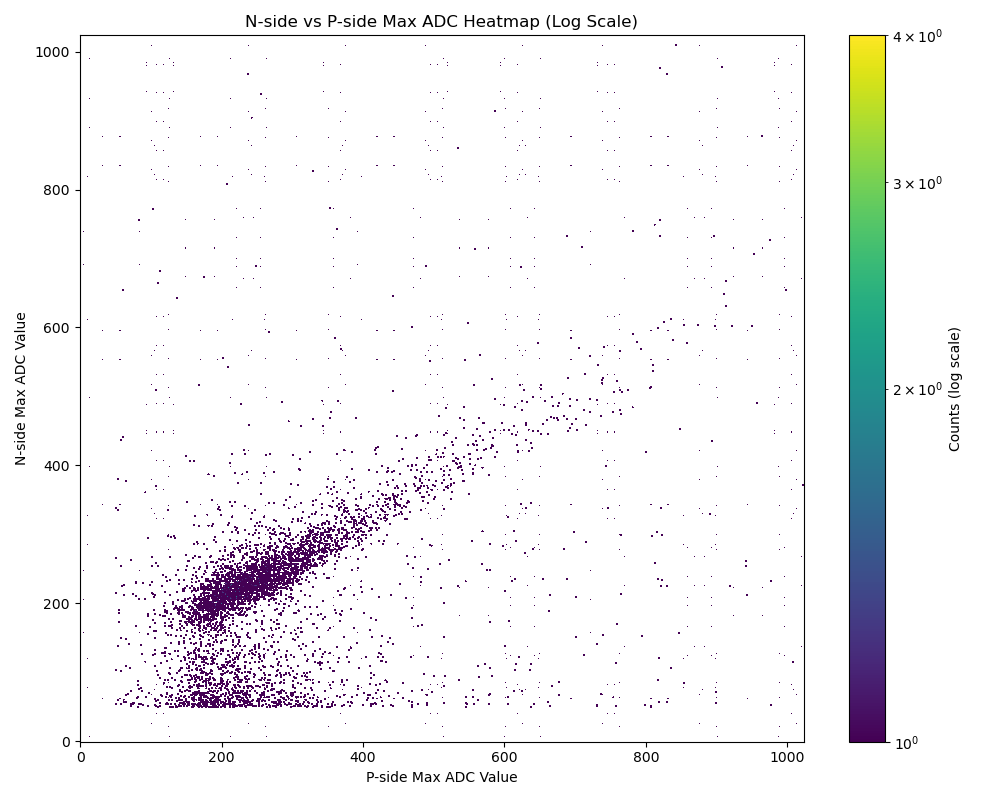 N-side vs P-side Max ADC Heatmap (Log Scale)
1000
800
600
400
200
0
N-side Max ADC Value
0 200 400 600 800 1000
P-side Max ADC Value
4 × 10⁰
3 × 10⁰
2 × 10⁰
10⁰
Counts (log scale)